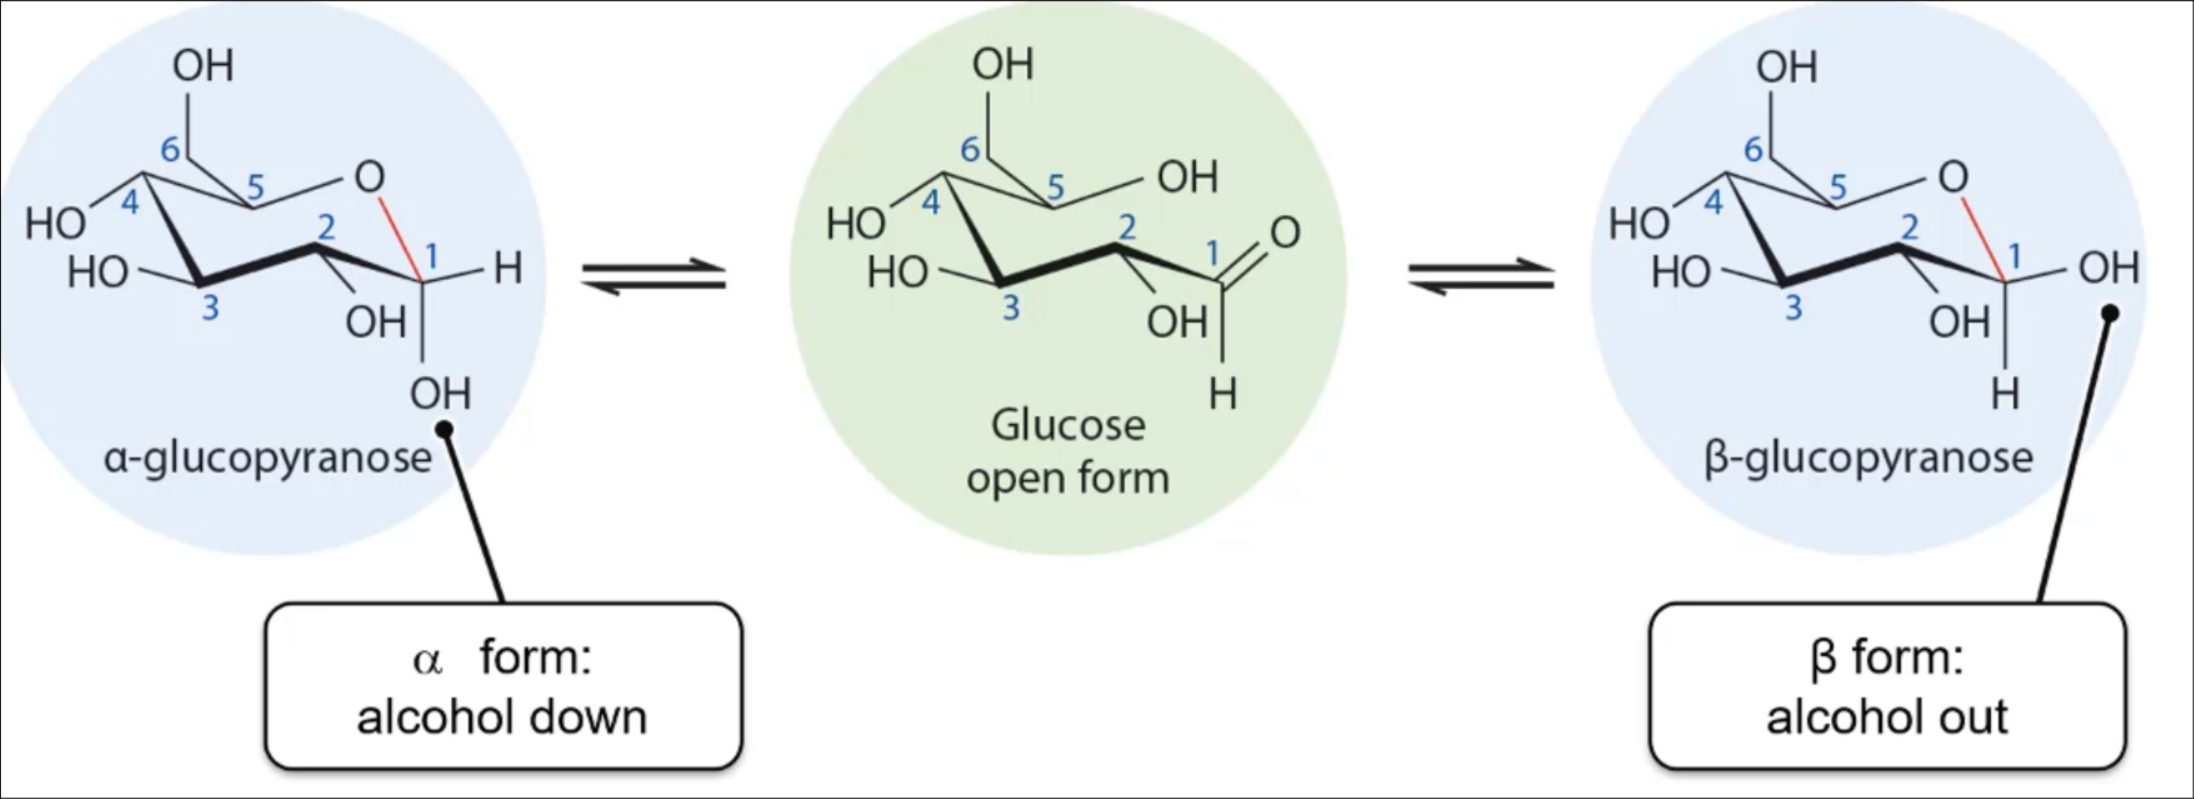 OH
6
5
O
4
HO
2
1
H
HO
3
OH
OH
α-glucopyranose
OH
6
5
OH
4
HO
2
1
O
HO
3
OH
H
Glucose
open form
OH
6
5
O
4
HO
2
1
OH
HO
3
OH
H
β-glucopyranose
α form:
alcohol down
β form:
alcohol out